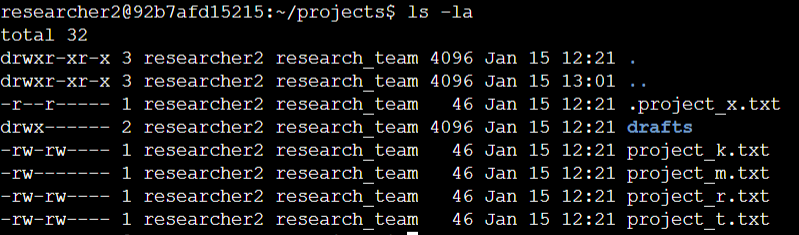 researcher2@92b7afd15215:~/projects$ ls -la
total 32
drwxr-xr-x 3 researcher2 research_team 4096 Jan 15 12:21 .
drwxr-xr-x 3 researcher2 research_team 4096 Jan 15 13:01 ..
-r--r----- 1 researcher2 research_team   46 Jan 15 12:21 .project_x.txt
drwx------ 2 researcher2 research_team 4096 Jan 15 12:21 drafts
-rw-rw---- 1 researcher2 research_team   46 Jan 15 12:21 project_k.txt
-rw------- 1 researcher2 research_team   46 Jan 15 12:21 project_m.txt
-rw-rw---- 1 researcher2 research_team   46 Jan 15 12:21 project_r.txt
-rw-rw---- 1 researcher2 research_team   46 Jan 15 12:21 project_t.txt